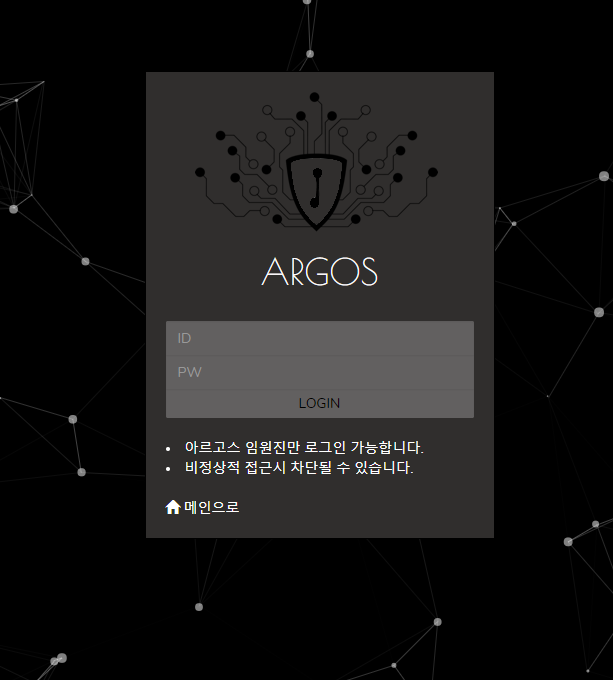 ARGOS
ID
PW
LOGIN
아르고스 임원진만 로그인 가능합니다.
비정상적 접근시 차단될 수 있습니다.
메인으로